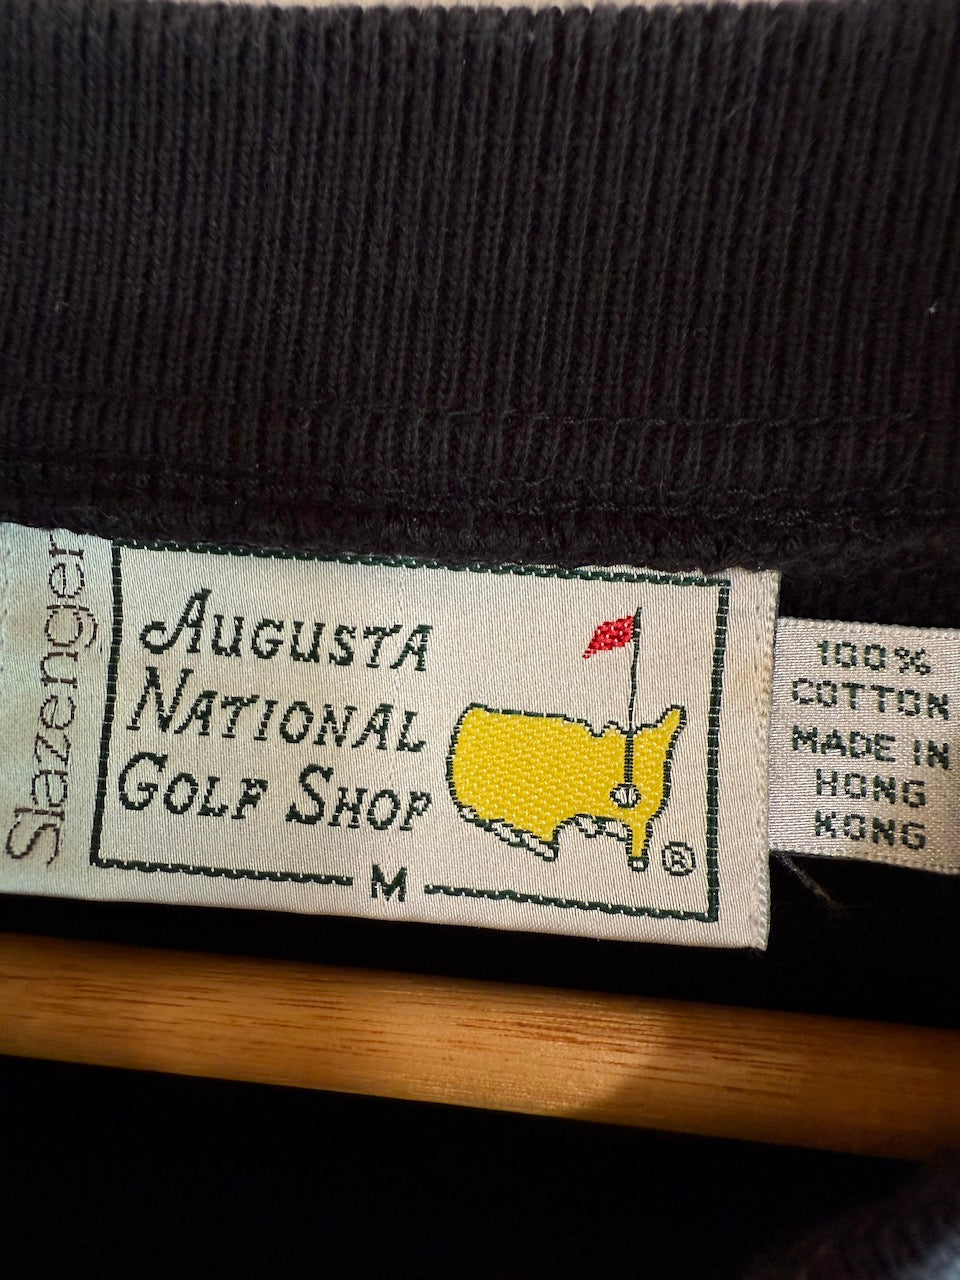 Slazenger
AUGUSTA
NATIONAL
GOLF SHOP
®
M
100%
COTTON
MADE IN
HONG
KONG